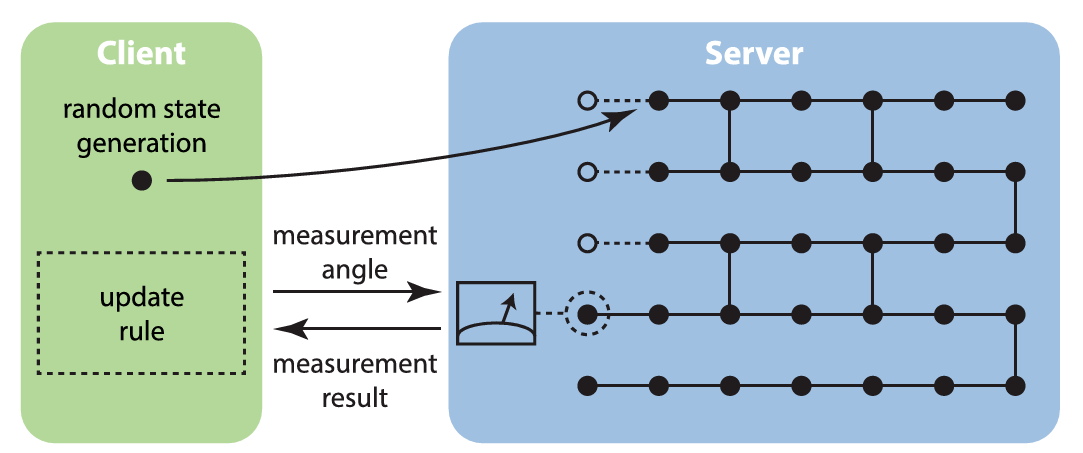 Client
random state
generation
update
rule
measurement
angle
measurement
result
Server